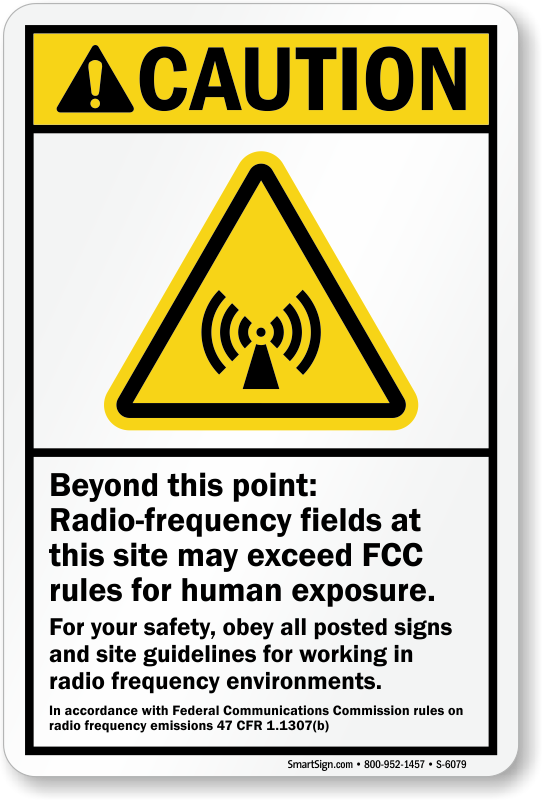 CAUTION
Beyond this point:
Radio-frequency fields at
this site may exceed FCC
rules for human exposure.
For your safety, obey all posted signs
and site guidelines for working in
radio frequency environments.
In accordance with Federal Communications Commission rules on
radio frequency emissions 47 CFR 1.1307(b)
SmartSign.com • 800-952-1457 • S-6079